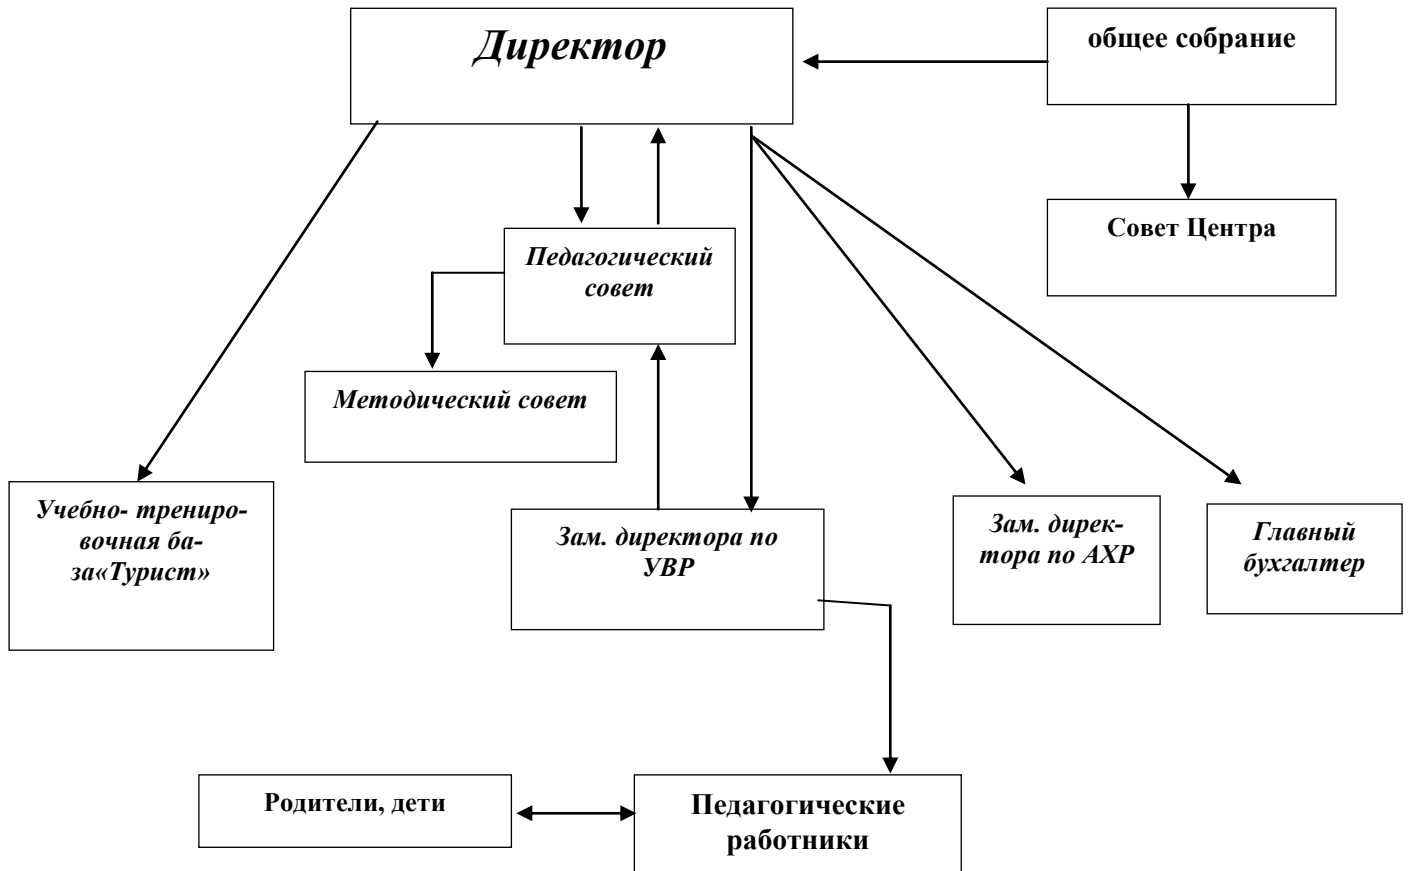 Директор
общее собрание
Совет Центра
Педагогический
совет
Методический совет
Учебно- трениро-
вочная ба-
за«Турист»
Зам. директора по
УВР
Зам. дирек-
тора по АХР
Главный
бухгалтер
Родители, дети
Педагогические
работники